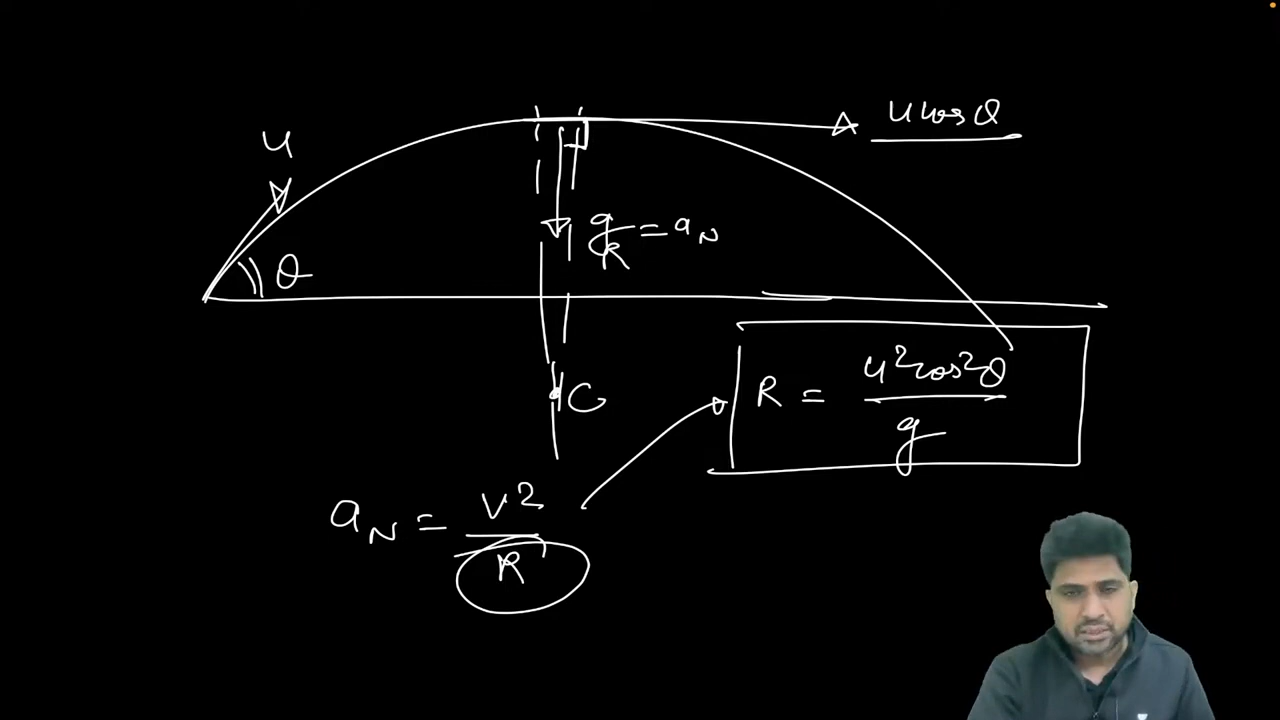 u cos θ
u
g = a_N
R
θ
C
R = u²cos²θ / g
a_N = v² / R